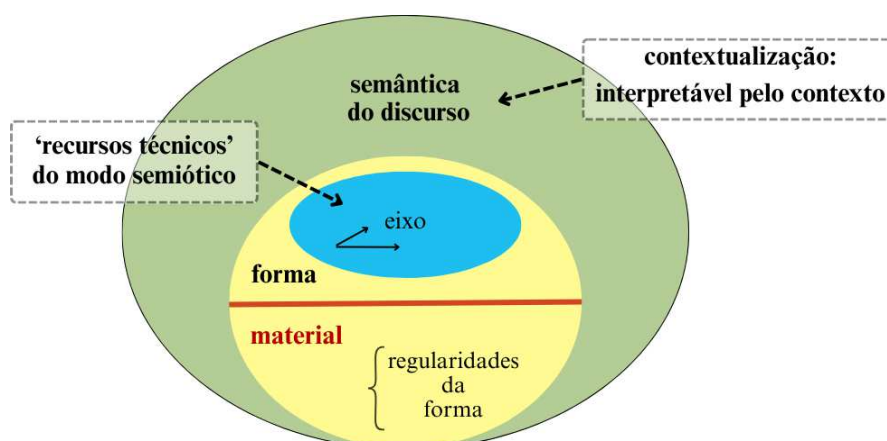 contextualização:
interpretável pelo contexto
semântica
do discurso
‘recursos técnicos’
do modo semiótico
eixo
forma
material
regularidades
da
forma